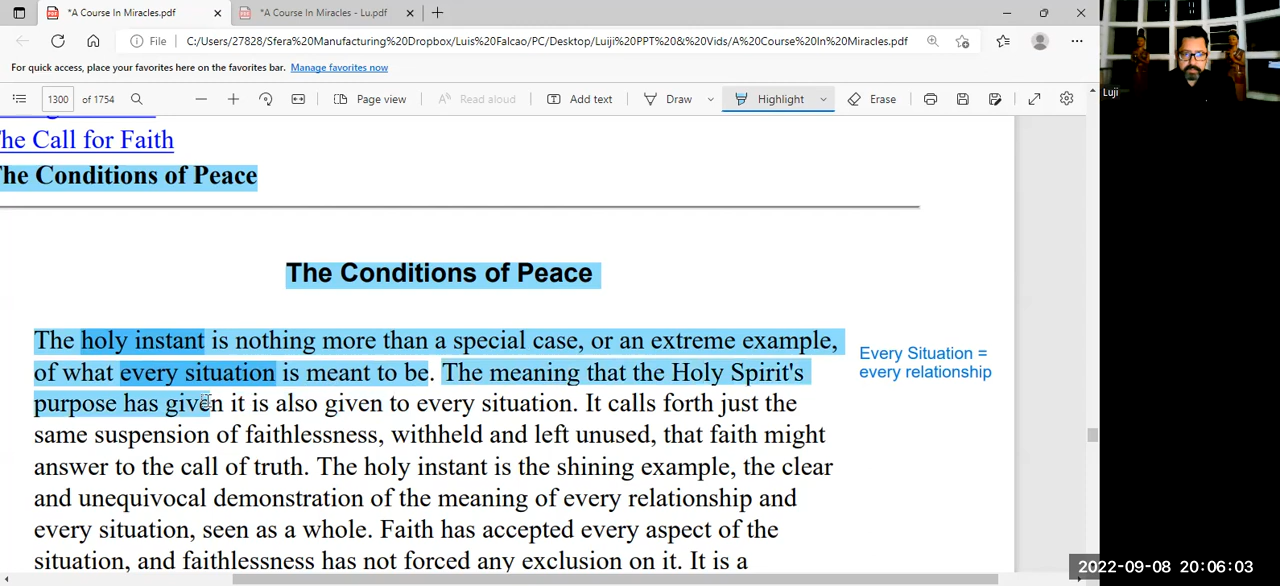 *A Course In Miracles.pdf
*A Course In Miracles - Lu.pdf
File
C:/Users/27828/Sfera%20Manufacturing%20Dropbox/Luis%20Falcao/PC/Desktop/Luiji%20PPT%20&%20Vids/A%20Course%20In%20Miracles.pdf
For quick access, place your favorites here on the favorites bar. Manage favorites now
1300 of 1754
Page view
Read aloud
Add text
Draw
Highlight
Erase
Luji
he Call for Faith
The Conditions of Peace
The Conditions of Peace
The holy instant is nothing more than a special case, or an extreme example,
of what every situation is meant to be. The meaning that the Holy Spirit's
purpose has given it is also given to every situation. It calls forth just the
same suspension of faithlessness, withheld and left unused, that faith might
answer to the call of truth. The holy instant is the shining example, the clear
and unequivocal demonstration of the meaning of every relationship and
every situation, seen as a whole. Faith has accepted every aspect of the
situation, and faithlessness has not forced any exclusion on it. It is a
Every Situation =
every relationship
2022-09-08 20:06:03